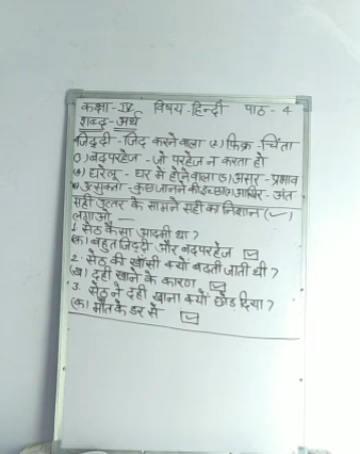 कक्षा-IV विषय-हिन्दी पाठ-4
शब्द-अर्थ
जिद्दी-जिद करनेवाला (2) फिक्र-चिंता
3) बदपरहेज-जो परहेज न करता हो
(4) घरेलू-घर में होनेवाला 5) असर-प्रभाव
6) उत्सुकता-कुछ जानने की इच्छा 7) आखिर-अंत
सही उत्तर के सामने सही का निशान (✓)
लगाओ —
1. सेठ कैसा आदमी था?
(क) बहुत जिद्दी और बदपरहेज ☑
2. सेठ की खाँसी क्यों बढ़ती जाती थी?
(ख) दही खाने के कारण ☑
3. सेठ ने दही खाना क्यों छोड़ दिया?
(क) मौत के डर से ☑